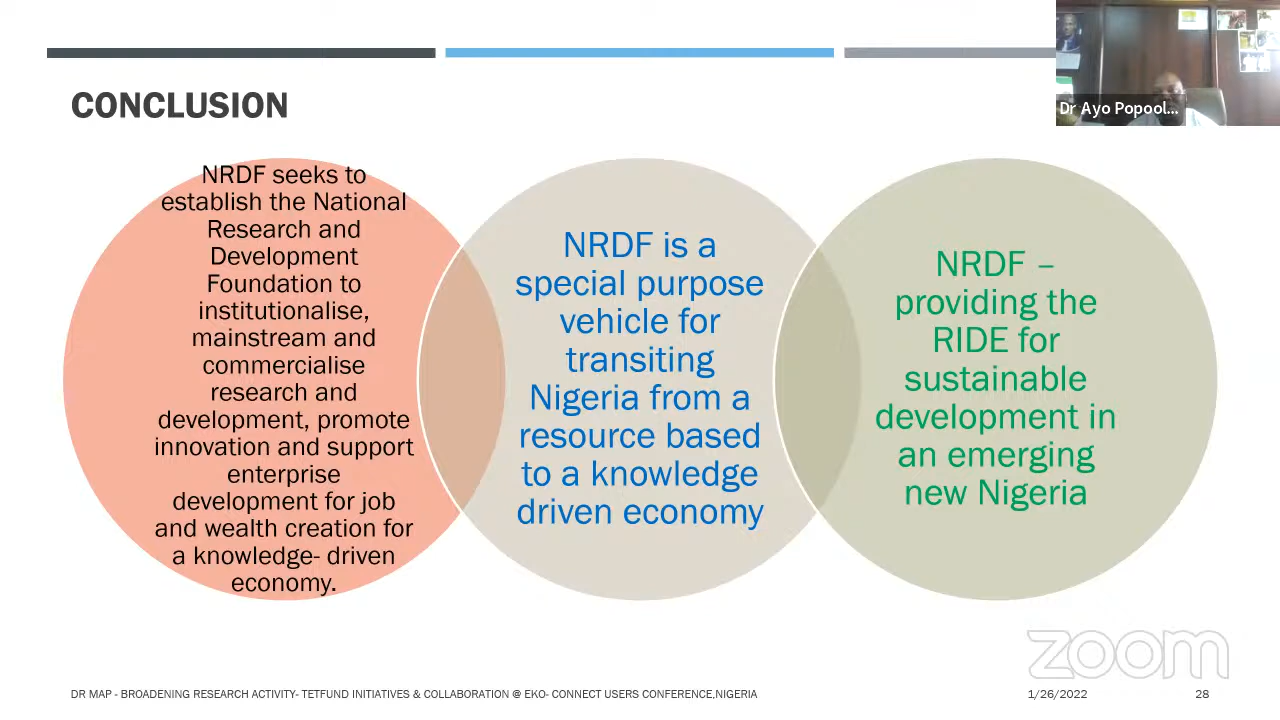 Dr Ayo Popool...
CONCLUSION
NRDF seeks to
establish the National
Research and
Development
Foundation to
institutionalise,
mainstream and
commercialise
research and
development, promote
innovation and support
enterprise
development for job
and wealth creation for
a knowledge- driven
economy.
NRDF is a
special purpose
vehicle for
transiting
Nigeria from a
resource based
to a knowledge
driven economy
NRDF –
providing the
RIDE for
sustainable
development in
an emerging
new Nigeria
zoom
DR MAP - BROADENING RESEARCH ACTIVITY- TETFUND INITIATIVES & COLLABORATION @ EKO- CONNECT USERS CONFERENCE,NIGERIA
1/26/2022
28